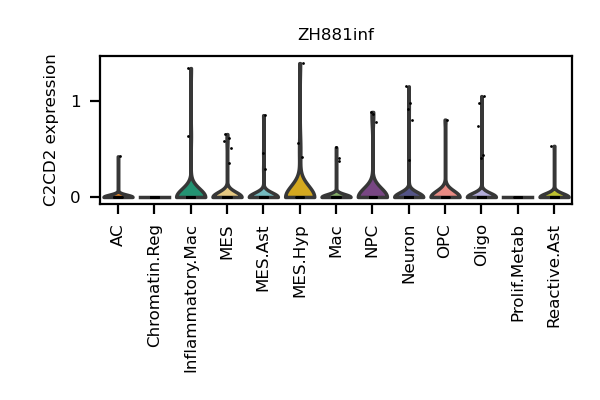 ZH881inf
C2CD2 expression
1
0
AC
Chromatin.Reg
Inflammatory.Mac
MES
MES.Ast
MES.Hyp
Mac
NPC
Neuron
OPC
Oligo
Prolif.Metab
Reactive.Ast